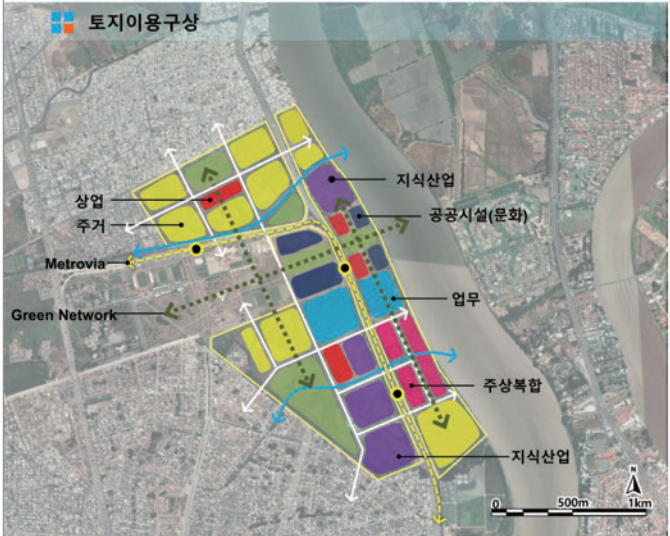 토지이용구상
지식산업
상업
공공시설(문화)
주거
Metrovia
업무
Green Network
주상복합
지식산업
N
0 500m 1km